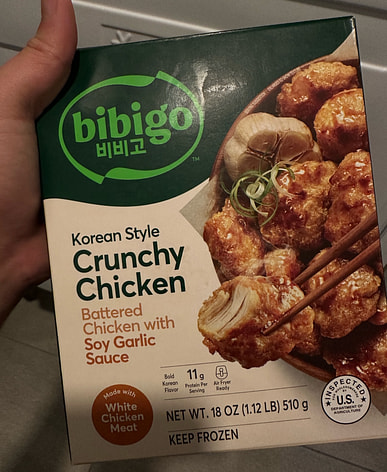 bibigo
비비고
TM
Korean Style
Crunchy
Chicken
Battered
Chicken with
Soy Garlic
Sauce
Made with
White
Chicken
Meat
Bold
Korean
Flavor
11 g
Protein Per
Serving
Air Fryer
Ready
NET WT. 18 OZ (1.12 LB) 510 g
KEEP FROZEN
INSPECTED
U.S.
DEPARTMENT OF
AGRICULTURE